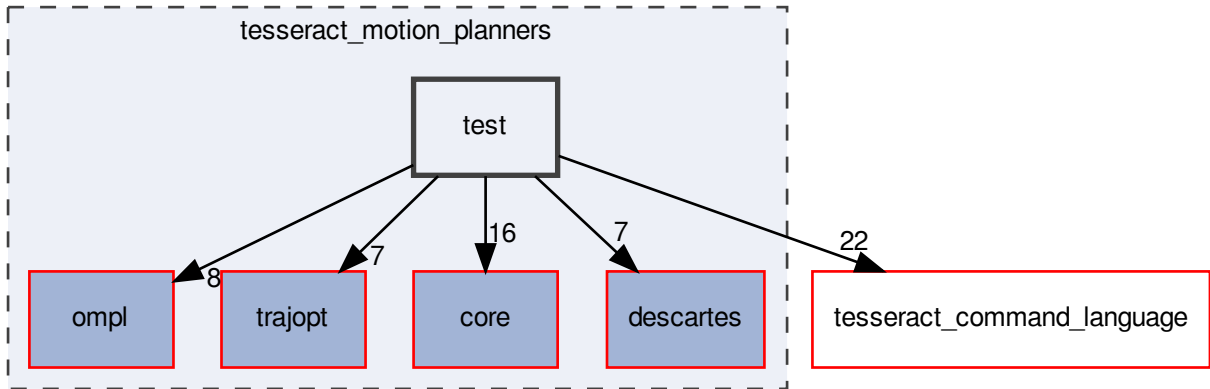 tesseract_motion_planners
test
8
7
16
7
22
ompl
trajopt
core
descartes
tesseract_command_language